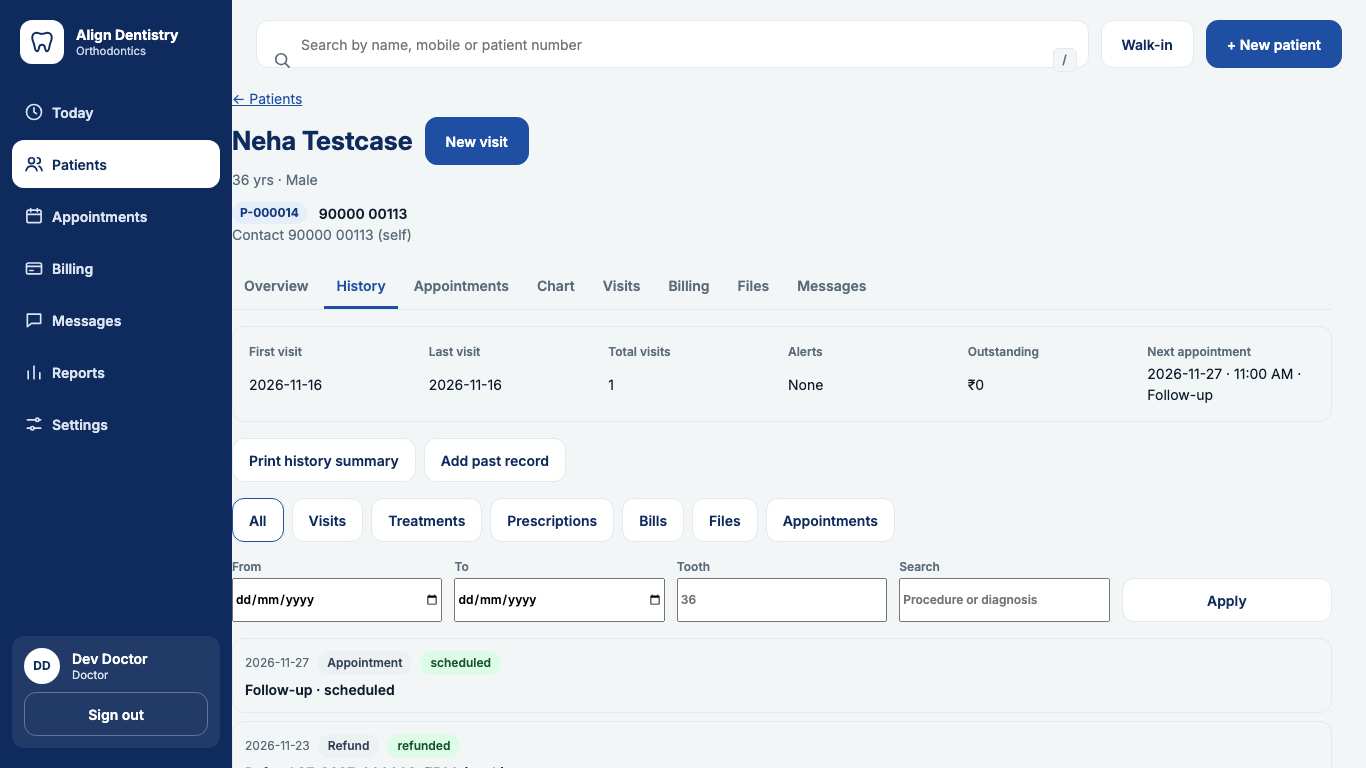 Align Dentistry
Orthodontics
Today
Patients
Appointments
Billing
Messages
Reports
Settings
DD
Dev Doctor
Doctor
Sign out
Search by name, mobile or patient number
/
Walk-in
+ New patient
← Patients
Neha Testcase
New visit
36 yrs · Male
P-000014 90000 00113
Contact 90000 00113 (self)
Overview History Appointments Chart Visits Billing Files Messages
First visit Last visit Total visits Alerts Outstanding Next appointment
2026-11-16 2026-11-16 1 None ₹0 2026-11-27 · 11:00 AM ·
Follow-up
Print history summary Add past record
All Visits Treatments Prescriptions Bills Files Appointments
From To Tooth Search
dd/mm/yyyy dd/mm/yyyy 36 Procedure or diagnosis Apply
2026-11-27 Appointment scheduled
Follow-up · scheduled
2026-11-23 Refund refunded